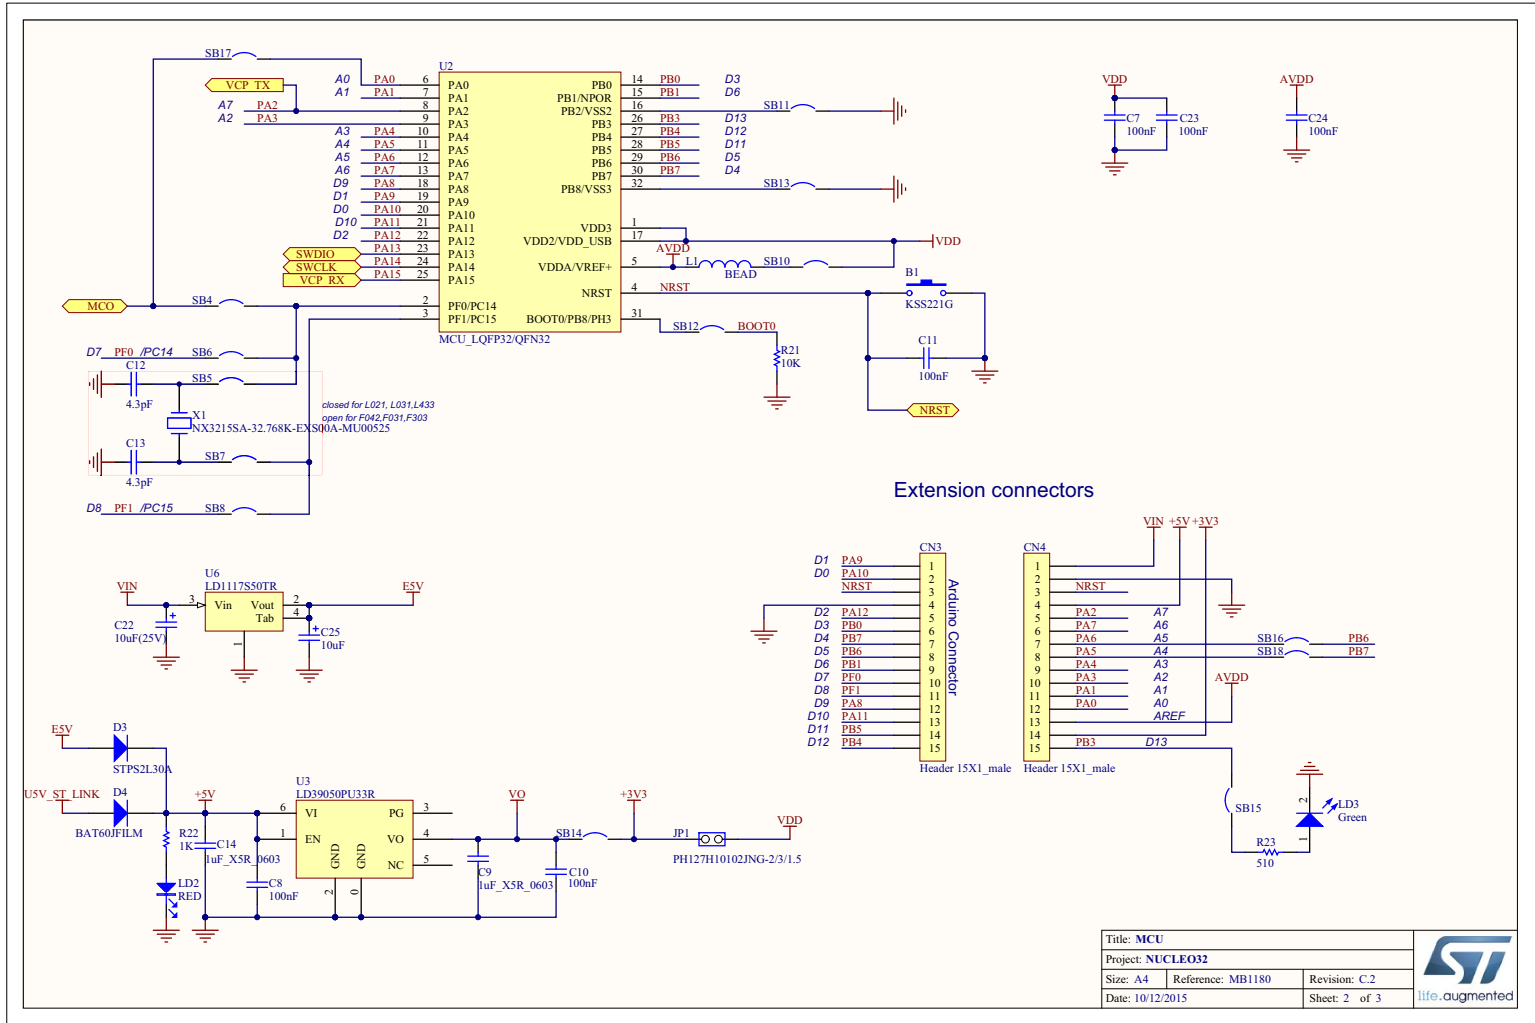 SB17
VCP_TX
A0 PA0 6
A1 PA1 7
A7 PA2 8
A2 PA3 9
A3 PA4 10
A4 PA5 11
A5 PA6 12
A6 PA7 13
D9 PA8 18
D1 PA9 19
D0 PA10 20
D10 PA11 21
D2 PA12 22
SWDIO PA13 23
SWCLK PA14 24
VCP_RX PA15 25
MCO SB4 2
3
U2
PA0
PA1
PA2
PA3
PA4
PA5
PA6
PA7
PA8
PA9
PA10
PA11
PA12
PA13
PA14
PA15
PF0/PC14
PF1/PC15
PB0
PB1/NPOR
PB2/VSS2
PB3
PB4
PB5
PB6
PB7
PB8/VSS3
VDD3
VDD2/VDD_USB
VDDA/VREF+
NRST
BOOT0/PB8/PH3
MCU_LQFP32/QFN32
14 PB0 D3
15 PB1 D6
16 SB11
26 PB3 D13
27 PB4 D12
28 PB5 D11
29 PB6 D5
30 PB7 D4
32 SB13
1
17 VDD
AVDD
5 L1 BEAD SB10
4 NRST
31 SB12 BOOT0
R21
10K
B1
KSS221G
C11
100nF
NRST
VDD
C7
100nF
C23
100nF
AVDD
C24
100nF
D7 PF0 /PC14 SB6
C12
4.3pF
SB5
X1
NX3215SA-32.768K-EXS00A-MU00525
closed for L021, L031,L433
open for F042,F031,F303
C13
4.3pF
SB7
D8 PF1 /PC15 SB8
Extension connectors
VIN
C22
10uF(25V)
U6
LD1117S50TR
3 Vin Vout 2
Tab 4
1
E5V
C25
10uF
CN3
D1 PA9 1
D0 PA10 2
NRST 3
4
D2 PA12 5
D3 PB0 6
D4 PB7 7
D5 PB6 8
D6 PB1 9
D7 PF0 10
D8 PF1 11
D9 PA8 12
D10 PA11 13
D11 PB5 14
D12 PB4 15
Arduino Connector
Header 15X1_male
VIN +5V +3V3
CN4
1
2
3 NRST
4
5 PA2 A7
6 PA7 A6
7 PA6 A5 SB16 PB6
8 PA5 A4 SB18 PB7
9 PA4 A3
10 PA3 A2
11 PA1 A1
12 PA0 A0
13 AREF
14
15 PB3 D13
Header 15X1_male
AVDD
SB15
R23
510
2
1
LD3
Green
E5V
D3
STPS2L30A
U5V_ST_LINK
D4
BAT60JFILM
+5V
R22
1K
LD2
RED
C14
1uF_X5R_0603
C8
100nF
U3
LD39050PU33R
6 VI PG 3
1 EN VO 4
NC 5
GND GND
2 0
VO
C9
1uF_X5R_0603
SB14
C10
100nF
+3V3
JP1
PH127H10102JNG-2/3/1.5
VDD
Title: MCU
Project: NUCLEO32
Size: A4 Reference: MB1180 Revision: C.2
Date: 10/12/2015 Sheet: 2 of 3
ST
life.augmented